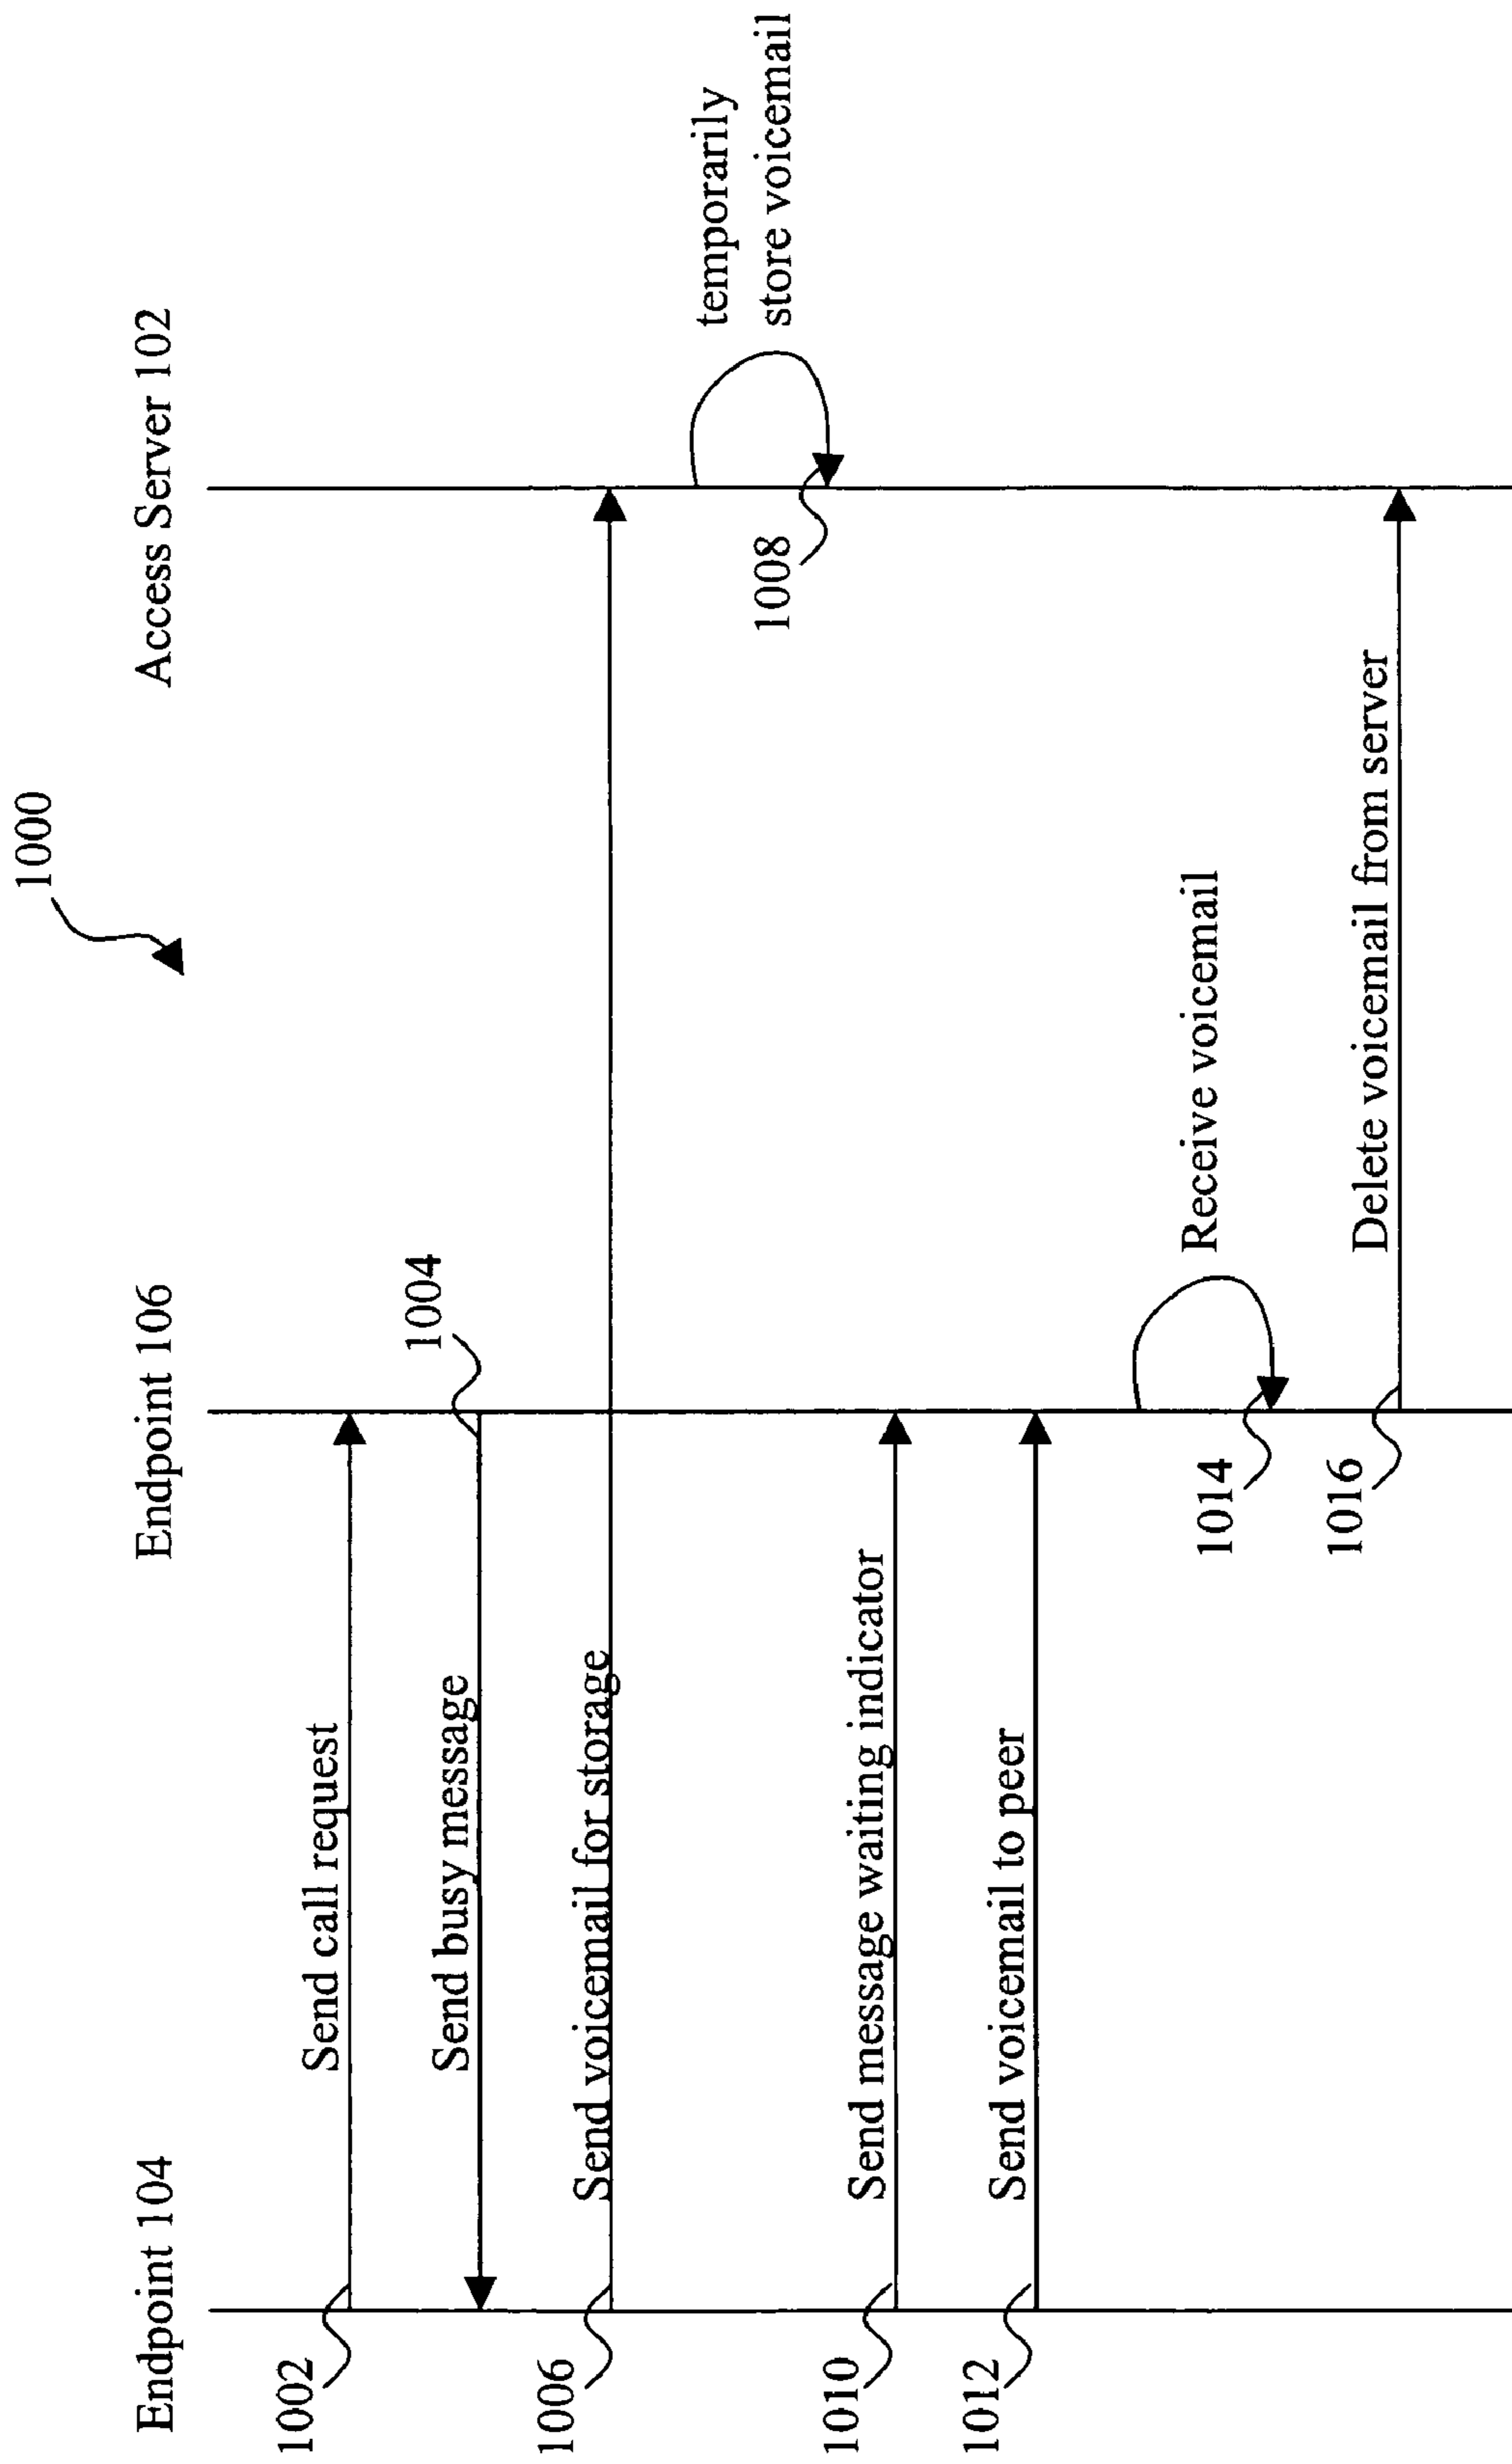 1000
Endpoint 104
Endpoint 106
Access Server 102
1002
Send call request
Send busy message
1004
1006
Send voicemail for storage
temporarily
store voicemail
1008
1010
Send message waiting indicator
1012
Send voicemail to peer
Receive voicemail
1014
1016
Delete voicemail from server